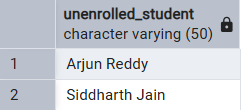 unenrolled_student
character varying (50)
1 Arjun Reddy
2 Siddharth Jain